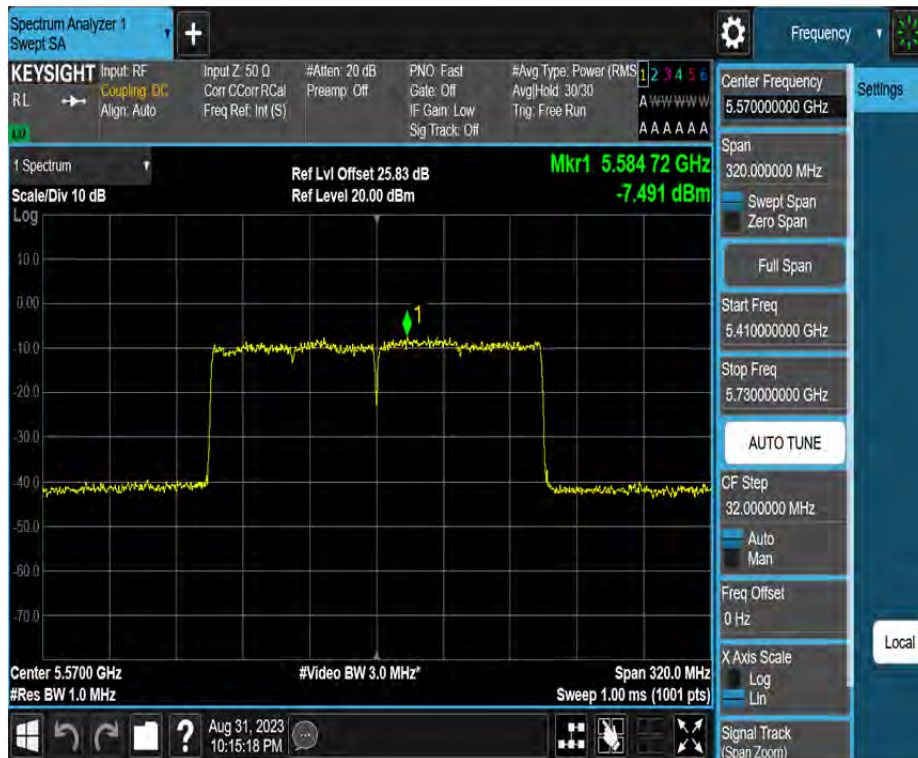 Spectrum Analyzer 1
Swept SA
+
Frequency
KEYSIGHT
RL
Input: RF
Coupling: DC
Align: Auto
Input Z: 50 Ω
Corr CCorr RCal
Freq Ref: Int (S)
#Atten: 20 dB
Preamp: Off
PNO: Fast
Gate: Off
IF Gain: Low
Sig Track: Off
#Avg Type: Power (RMS
Avg|Hold: 30/30
Trig: Free Run
1 2 3 4 5 6
A W W W W W
A A A A A A
1 Spectrum
Scale/Div 10 dB
Ref Lvl Offset 25.83 dB
Ref Level 20.00 dBm
Mkr1 5.584 72 GHz
-7.491 dBm
Log
10.0
0.00
-10.0
-20.0
-30.0
-40.0
-50.0
-60.0
-70.0
1
Center 5.5700 GHz
#Res BW 1.0 MHz
#Video BW 3.0 MHz*
Span 320.0 MHz
Sweep 1.00 ms (1001 pts)
?
Aug 31, 2023
10:15:18 PM
Center Frequency
5.570000000 GHz
Settings
Span
320.000000 MHz
Swept Span
Zero Span
Full Span
Start Freq
5.410000000 GHz
Stop Freq
5.730000000 GHz
AUTO TUNE
CF Step
32.000000 MHz
Auto
Man
Freq Offset
0 Hz
X Axis Scale
Log
Lin
Local
Signal Track
(Span Zoom)